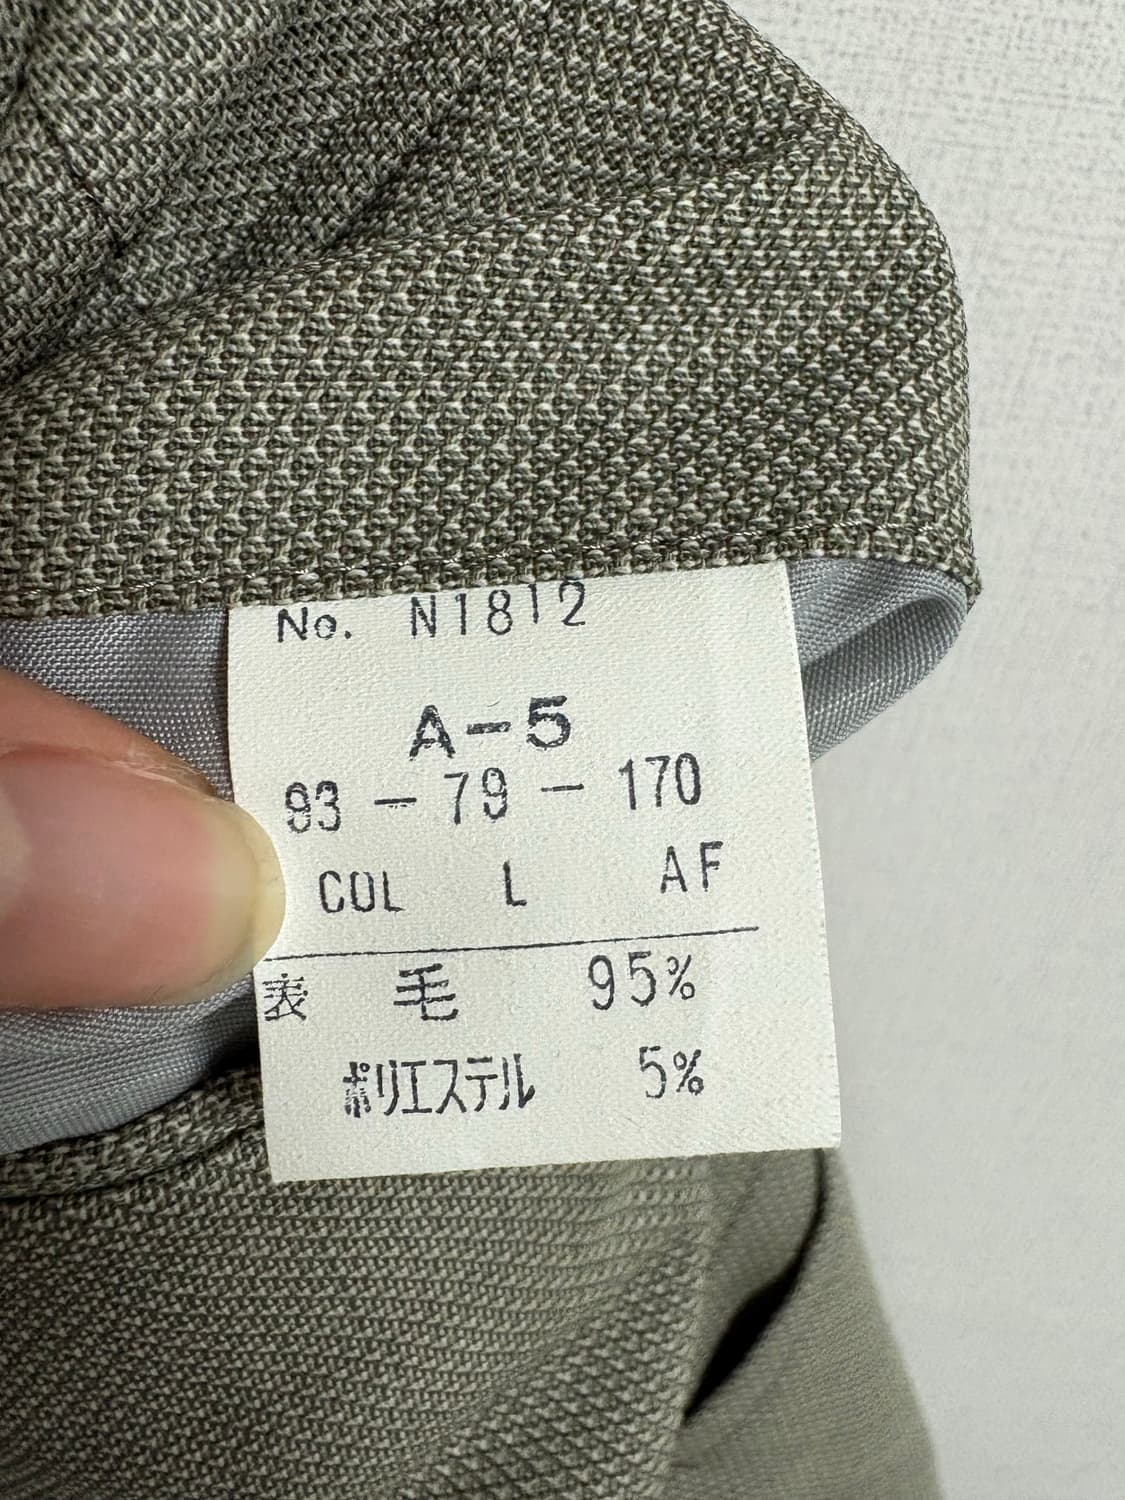 No. N1812
A-5
93 - 79 - 170
COL L AF
表 毛 95%
ポリエステル 5%